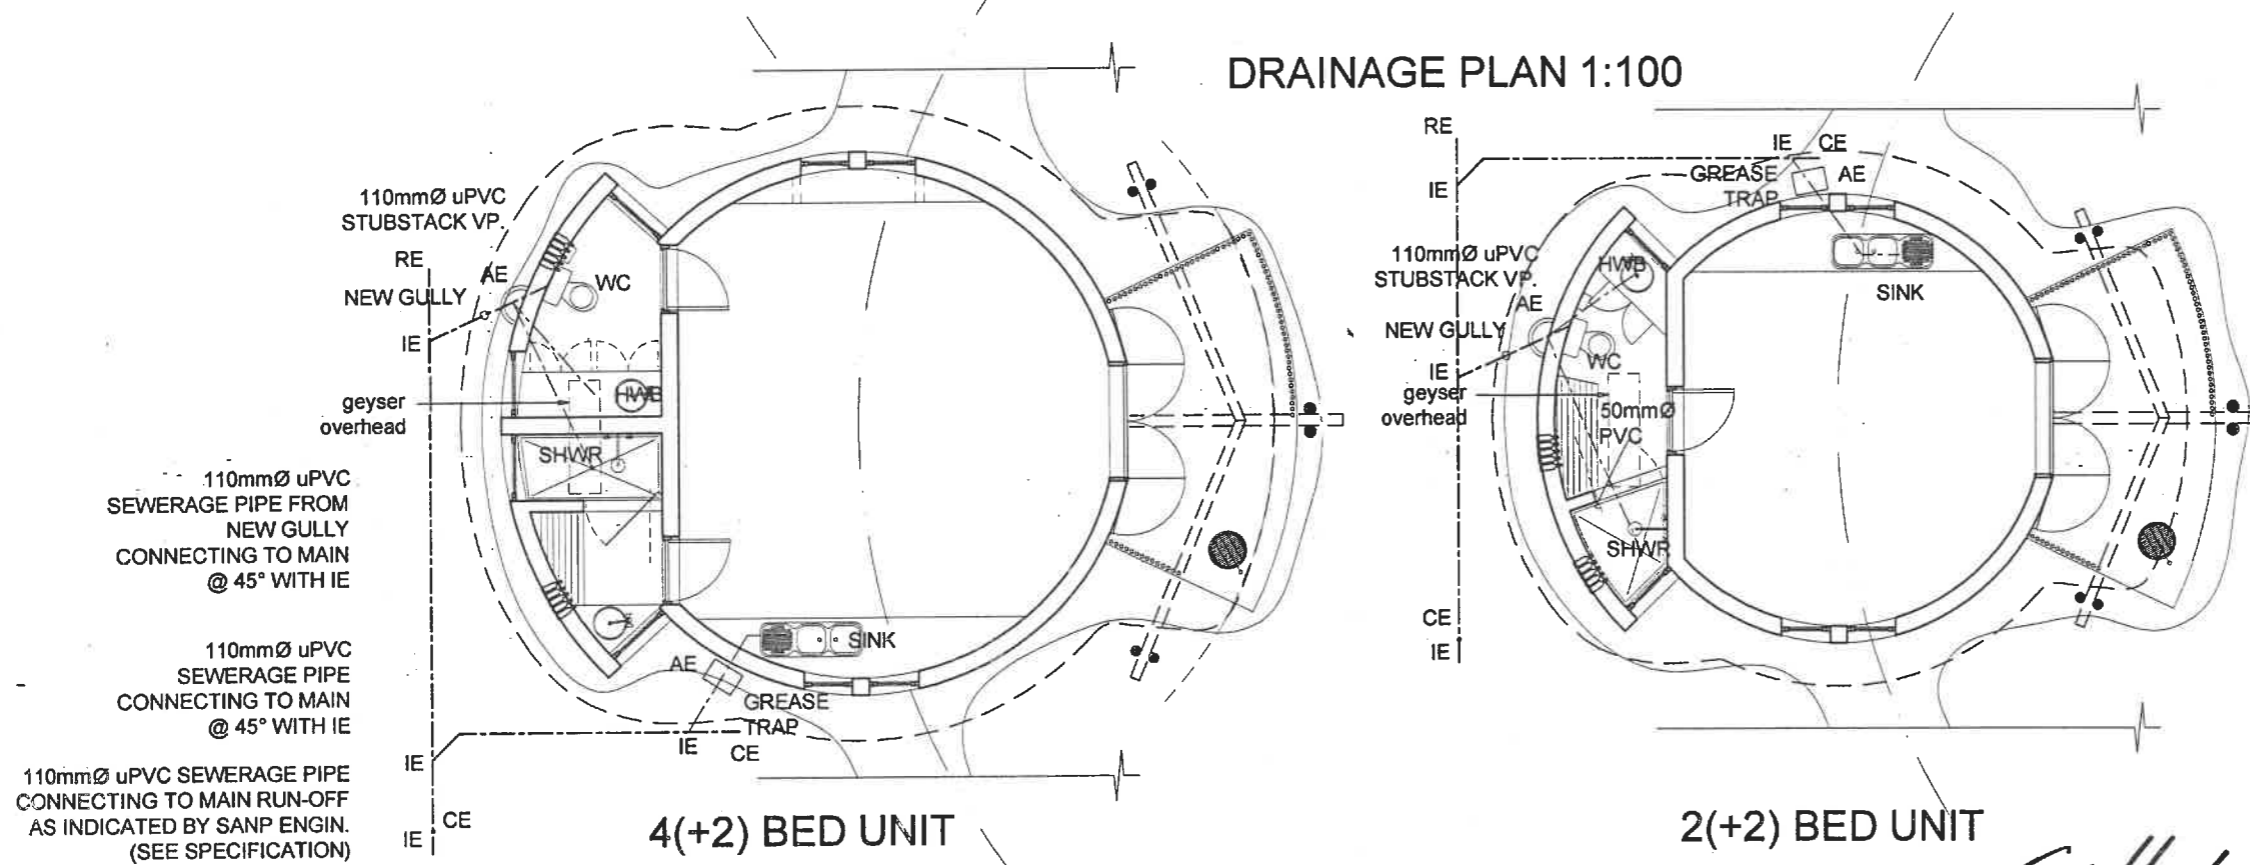 DRAINAGE PLAN 1:100
110mmØ uPVC
STUBSTACK VP.
RE
AE
NEW GULLY
WC
IE
geyser
overhead
HWB
SHWR
110mmØ uPVC
SEWERAGE PIPE FROM
NEW GULLY
CONNECTING TO MAIN
@ 45° WITH IE
110mmØ uPVC
SEWERAGE PIPE
CONNECTING TO MAIN
@ 45° WITH IE
110mmØ uPVC SEWERAGE PIPE
CONNECTING TO MAIN RUN-OFF
AS INDICATED BY SANP ENGIN.
(SEE SPECIFICATION)
SINK
AE
GREASE
TRAP
IE
CE
IE
CE
IE
4(+2) BED UNIT
RE
IE
IE CE
GREASE
TRAP
AE
110mmØ uPVC
STUBSTACK VP.
AE
NEW GULLY
IE
geyser
overhead
HWB
WC
50mmØ
PVC
SHWR
SINK
CE
IE
2(+2) BED UNIT